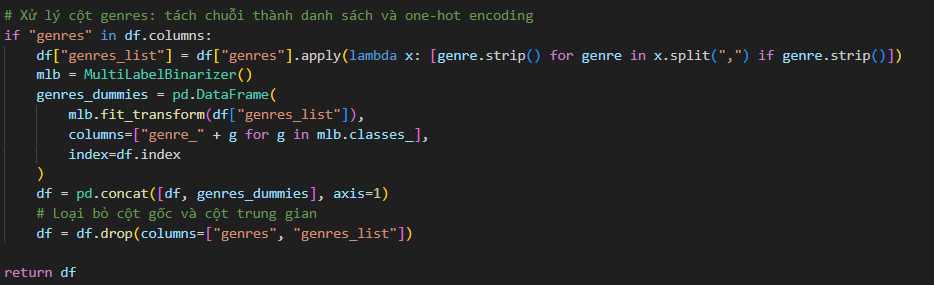 # Xử lý cột genres: tách chuỗi thành danh sách và one-hot encoding
if "genres" in df.columns:
    df["genres_list"] = df["genres"].apply(lambda x: [genre.strip() for genre in x.split(",") if genre.strip()])
    mlb = MultiLabelBinarizer()
    genres_dummies = pd.DataFrame(
        mlb.fit_transform(df["genres_list"]),
        columns=["genre_" + g for g in mlb.classes_],
        index=df.index
    )
    df = pd.concat([df, genres_dummies], axis=1)
    # Loại bỏ cột gốc và cột trung gian
    df = df.drop(columns=["genres", "genres_list"])

return df